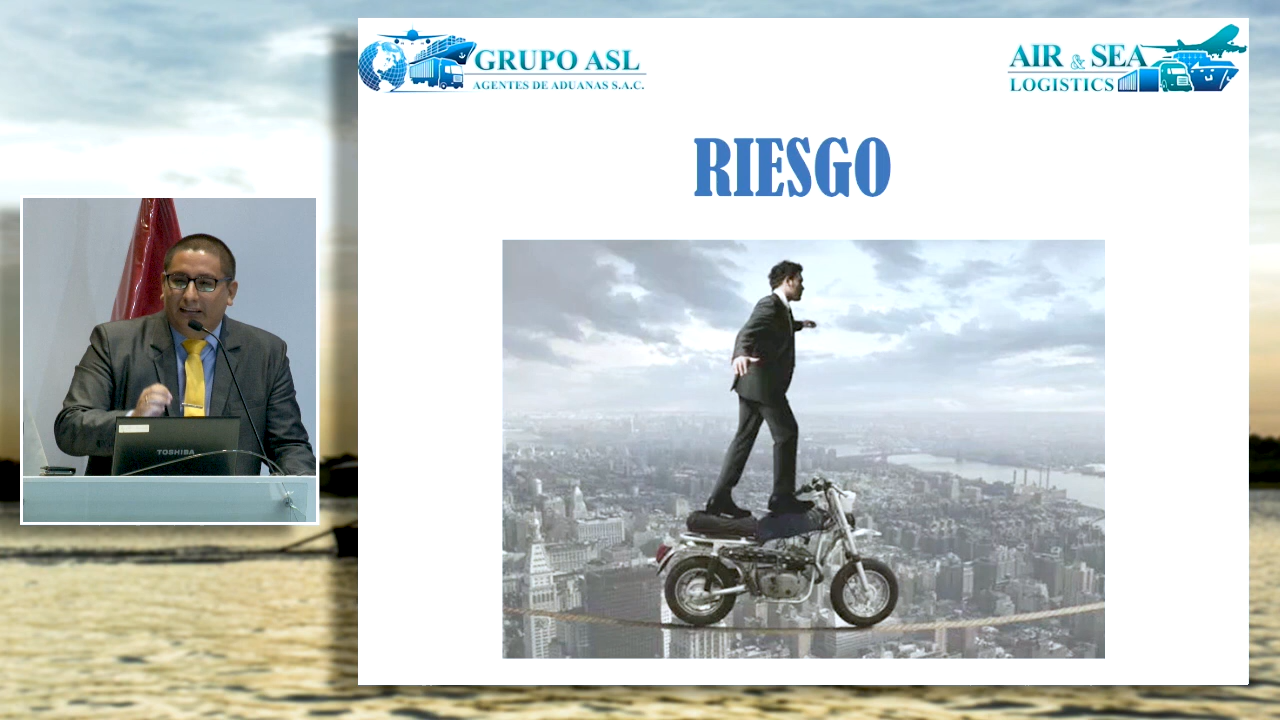 GRUPO ASL
AGENTES DE ADUANAS S.A.C.
AIR & SEA
LOGISTICS
RIESGO
TOSHIBA